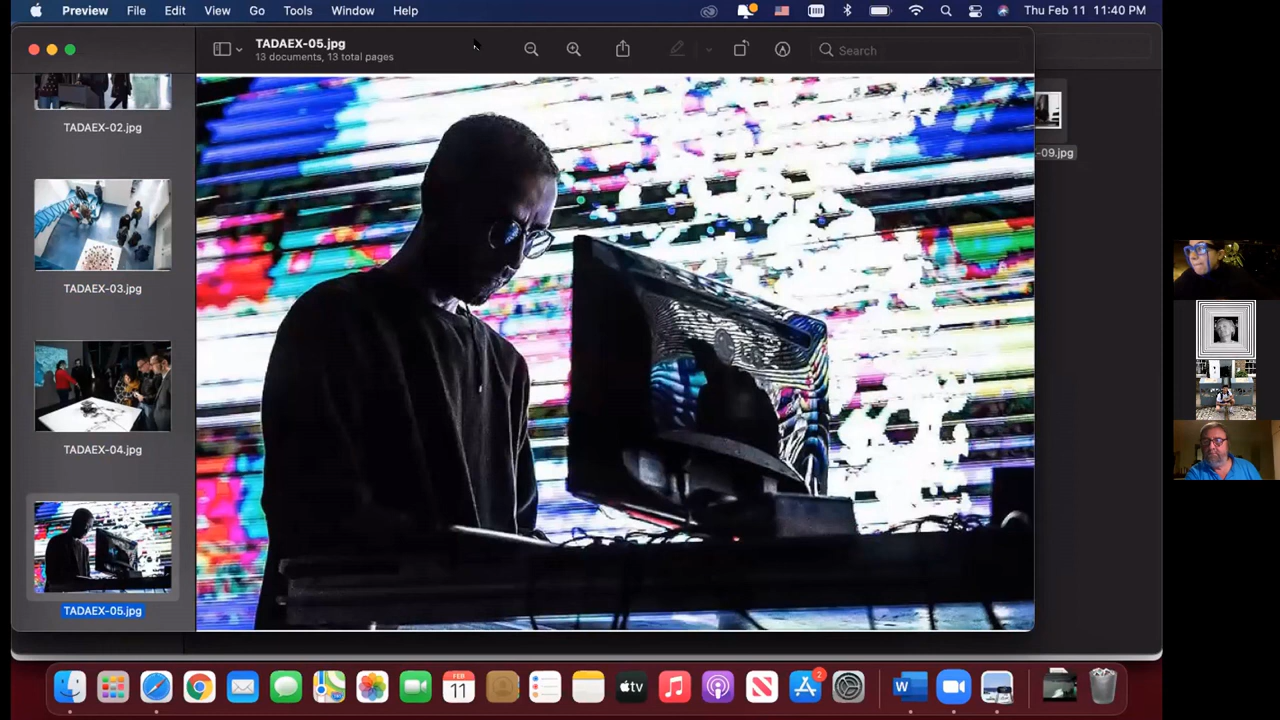 Preview File Edit View Go Tools Window Help Thu Feb 11 11:40 PM
TADAEX-05.jpg
13 documents, 13 total pages
Search
TADAEX-02.jpg
-09.jpg
TADAEX-03.jpg
TADAEX-04.jpg
TADAEX-05.jpg
FEB
11
tv
2
W